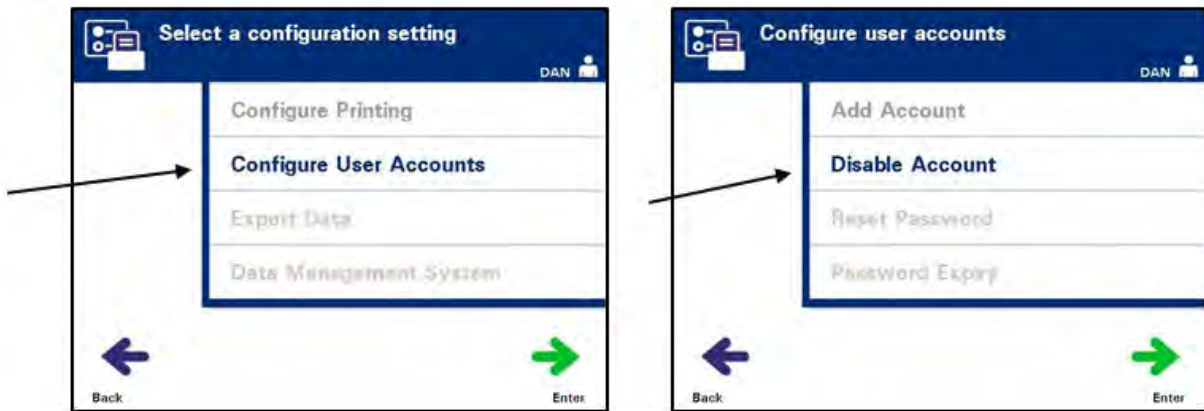 Select a configuration setting
DAN
Configure Printing
Configure User Accounts
Export Data
Data Management System
Back
Enter
Configure user accounts
DAN
Add Account
Disable Account
Reset Password
Password Expiry
Back
Enter